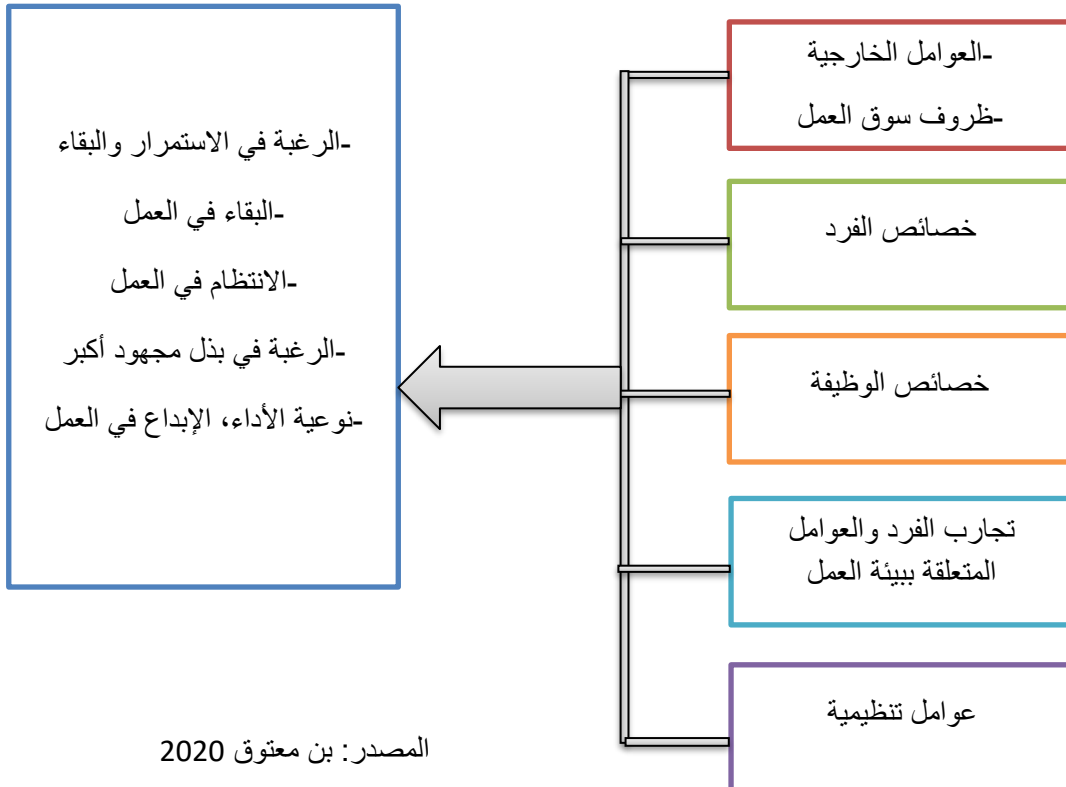 -العوامل الخارجية
-ظروف سوق العمل
خصائص الفرد
خصائص الوظيفة
تجارب الفرد والعوامل
المتعلقة ببيئة العمل
عوامل تنظيمية
-الرغبة في الاستمرار والبقاء
-البقاء في العمل
-الانتظام في العمل
-الرغبة في بذل مجهود أكبر
-نوعية الأداء، الإبداع في العمل
المصدر: بن معتوق 2020